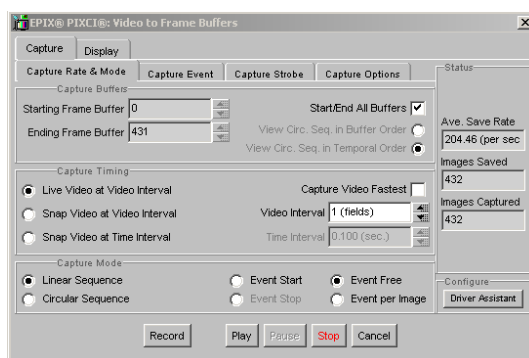 EPIX® PIXCI®: Video to Frame Buffers
Capture Display
Capture Rate & Mode Capture Event Capture Strobe Capture Options
Capture Buffers
Starting Frame Buffer 0 Start/End All Buffers
Ending Frame Buffer 431 View Circ. Seq. in Buffer Order
View Circ. Seq. in Temporal Order
Capture Timing
Live Video at Video Interval Capture Video Fastest
Snap Video at Video Interval Video Interval 1 (fields)
Snap Video at Time Interval Time Interval 0.100 (sec.)
Capture Mode
Linear Sequence Event Start Event Free
Circular Sequence Event Stop Event per Image
Record Play Pause Stop Cancel
Status
Ave. Save Rate
204.46 (per sec
Images Saved
432
Images Captured
432
Configure
Driver Assistant